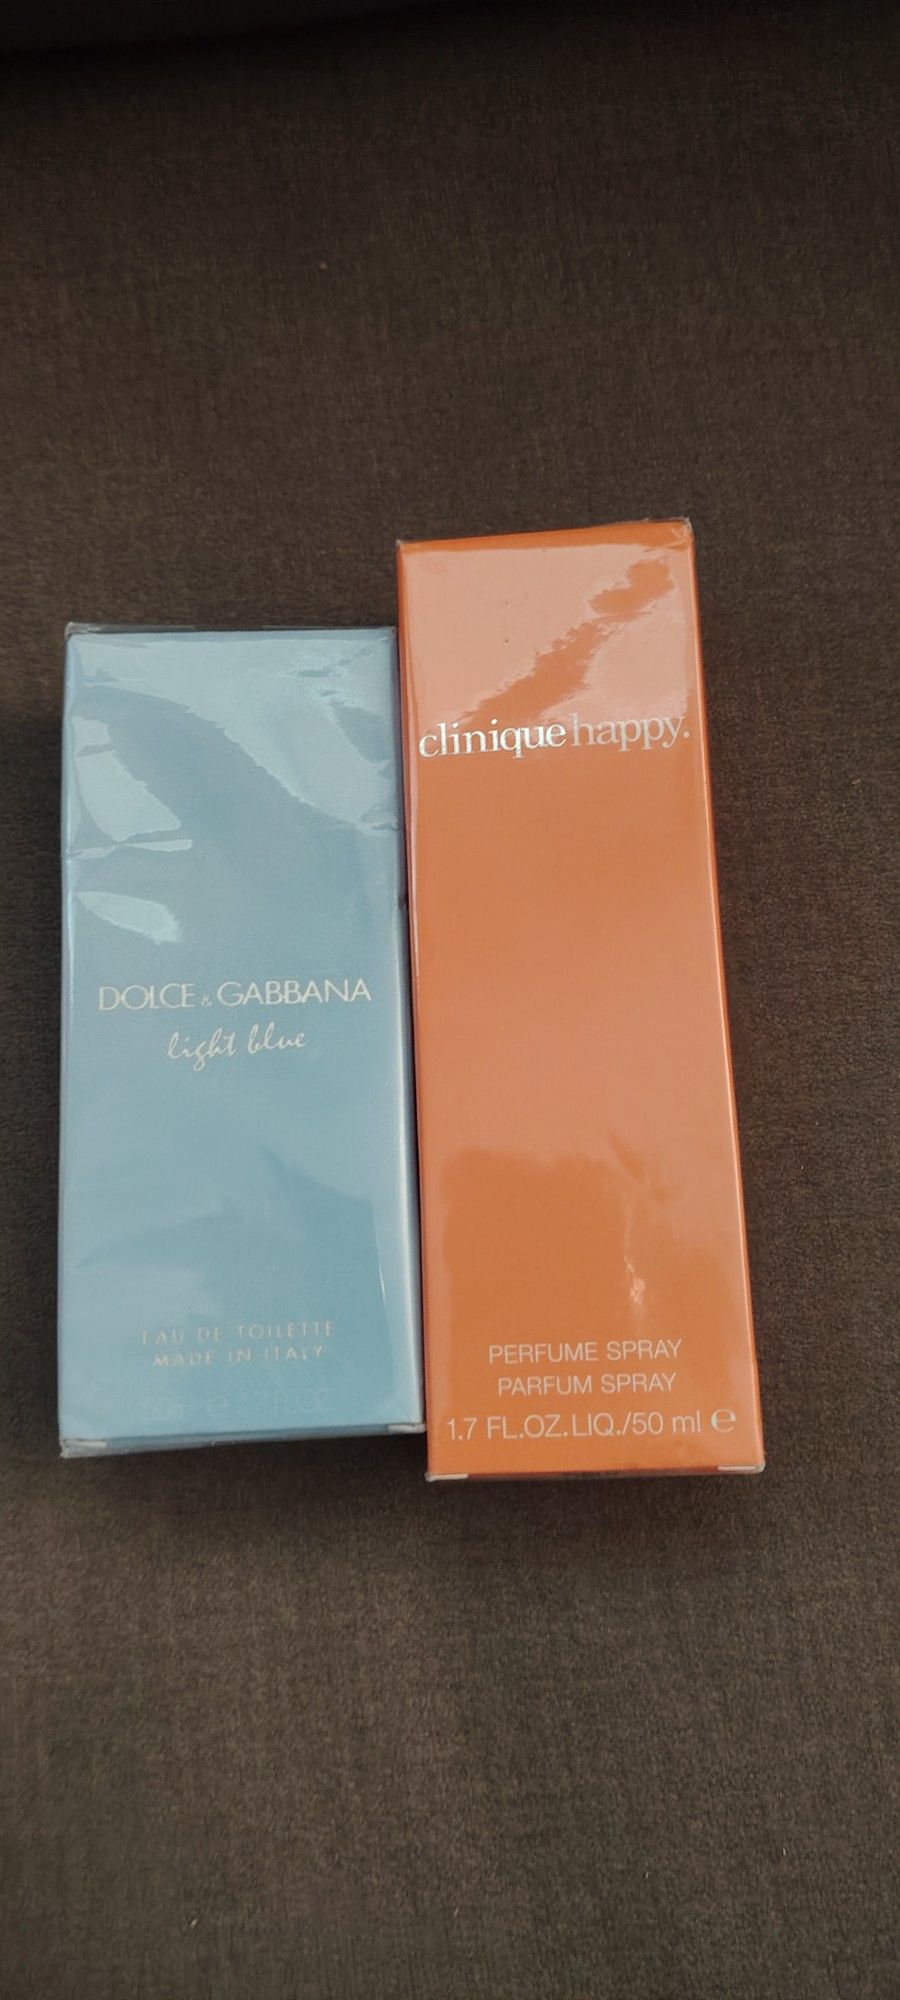 DOLCE & GABBANA
light blue
EAU DE TOILETTE
MADE IN ITALY
clinique happy.
PERFUME SPRAY
PARFUM SPRAY
1.7 FL.OZ.LIQ./50 ml e